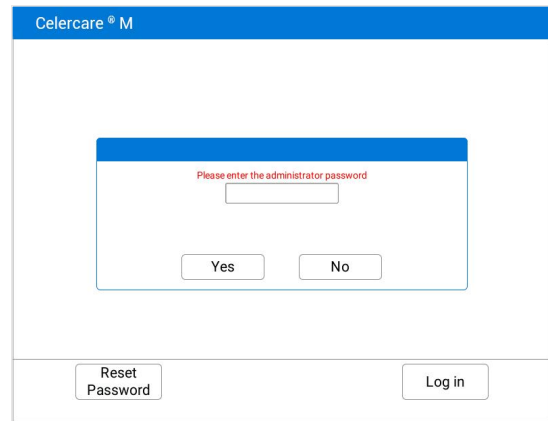 Celercare ® M
Please enter the administrator password
Yes No
Reset
Password
Log in